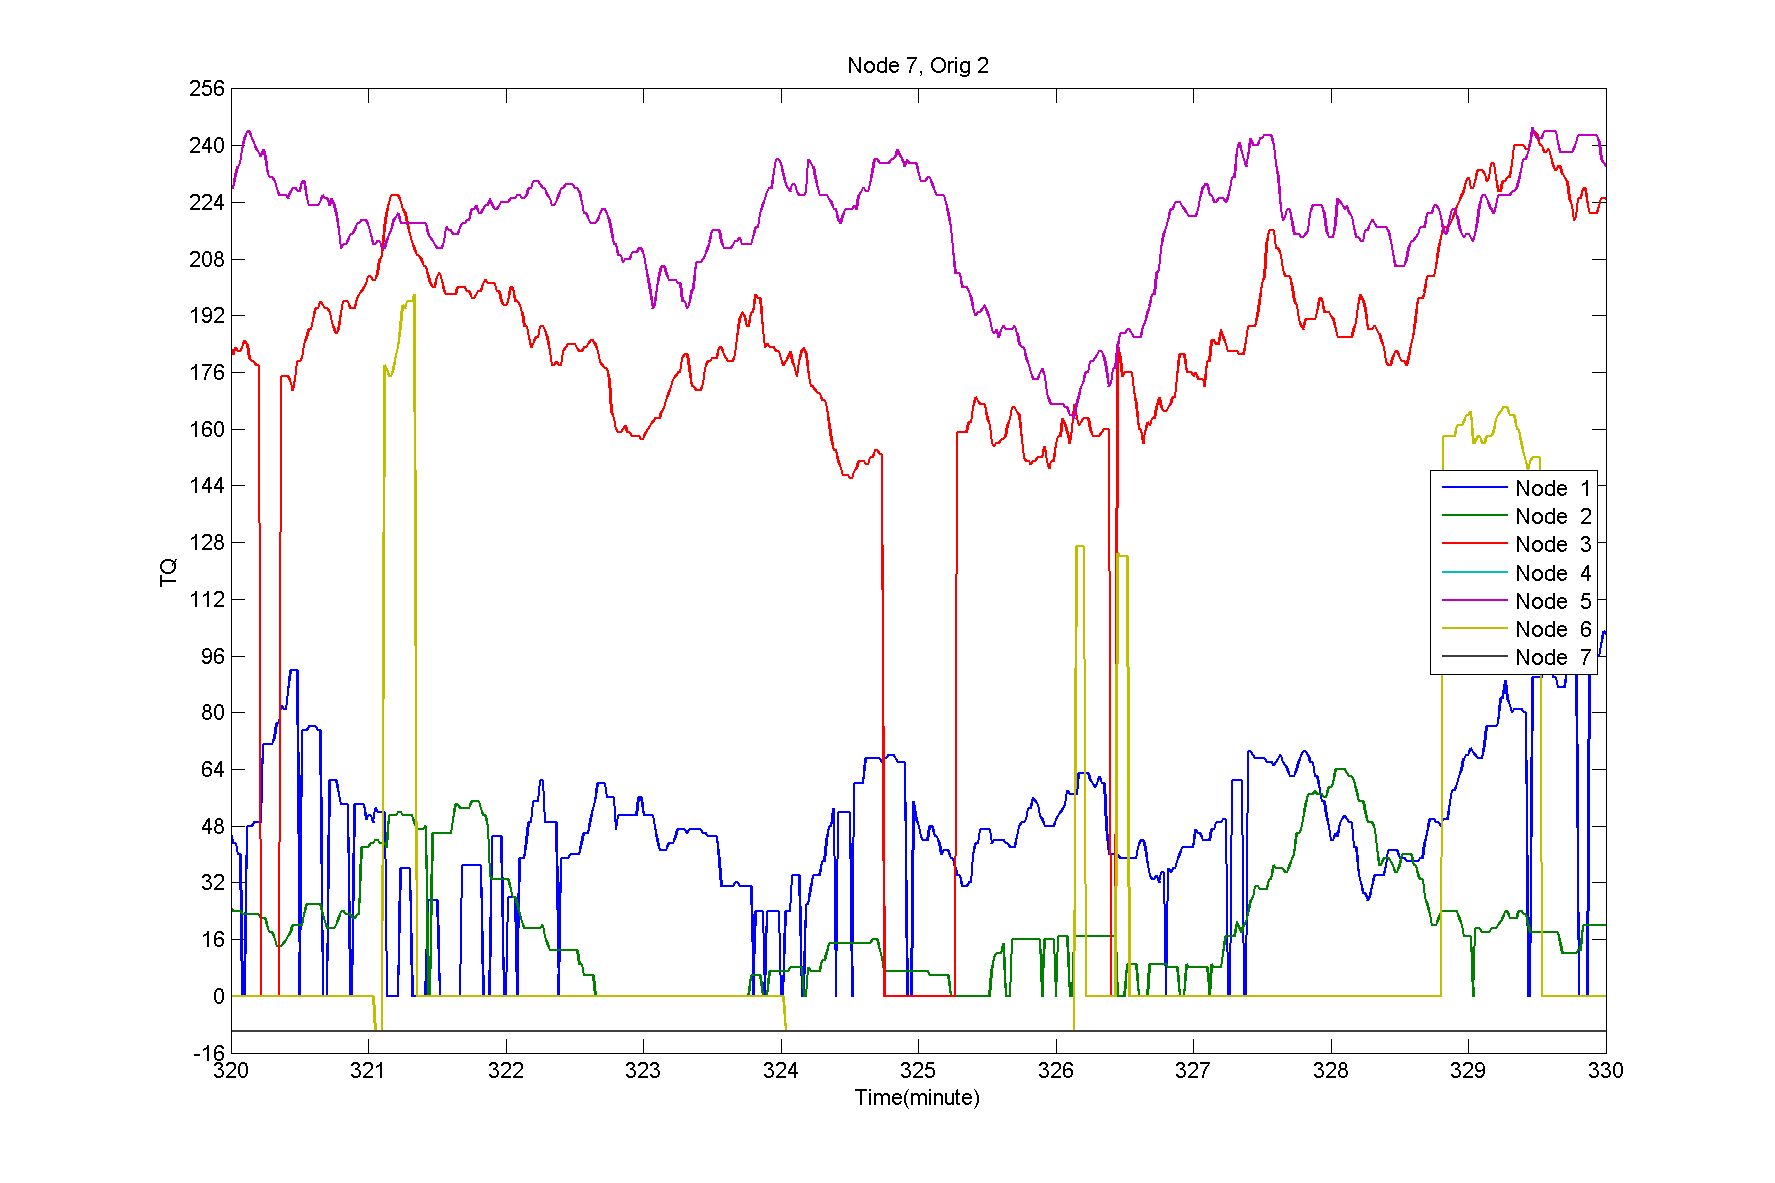 Node 7, Orig 2
256
240
224
208
192
176
160
144
128
112
96
80
64
48
32
16
0
-16
TQ
Node 1
Node 2
Node 3
Node 4
Node 5
Node 6
Node 7
320 321 322 323 324 325 326 327 328 329 330
Time(minute)